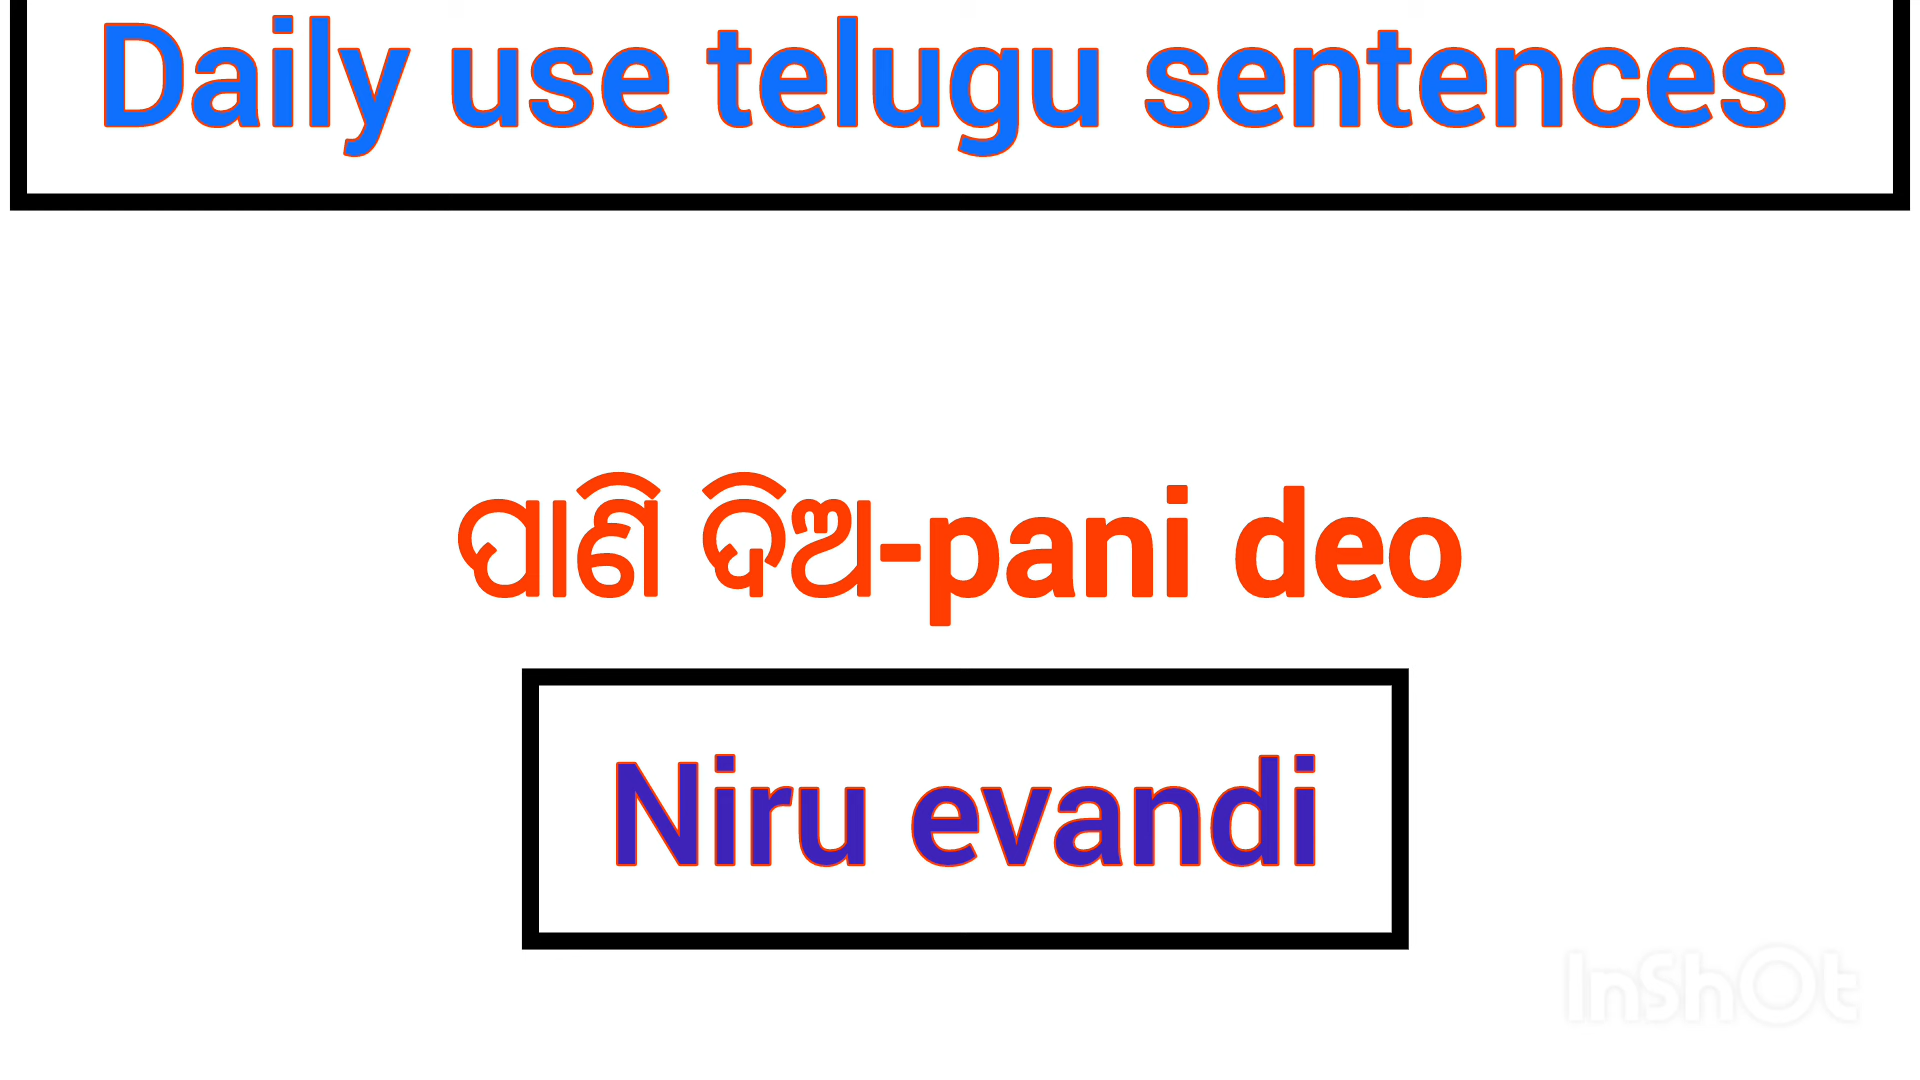 Daily use telugu sentences
ପାଣି ଦିଅ-pani deo
Niru evandi
InShOt